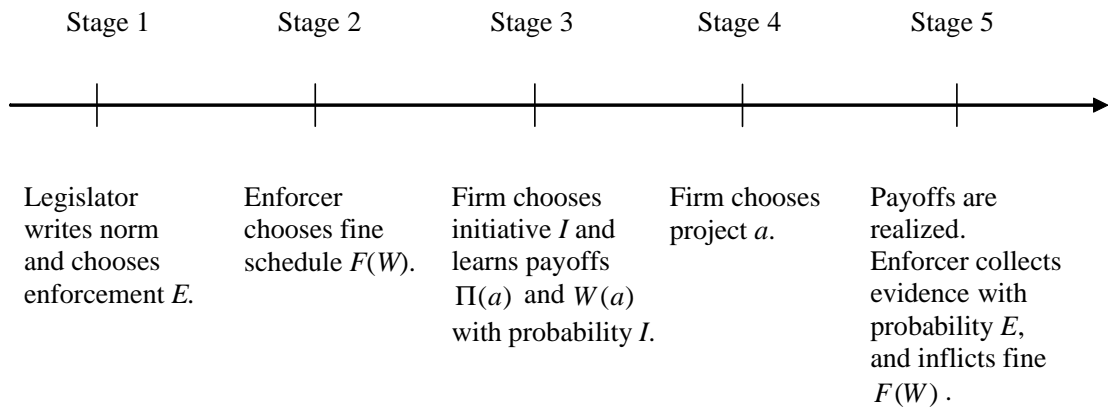 Stage 1
Stage 2
Stage 3
Stage 4
Stage 5
Legislator
writes norm
and chooses
enforcement E.
Enforcer
chooses fine
schedule F(W).
Firm chooses
initiative I and
learns payoffs
Π(a) and W(a)
with probability I.
Firm chooses
project a.
Payoffs are
realized.
Enforcer collects
evidence with
probability E,
and inflicts fine
F(W) .